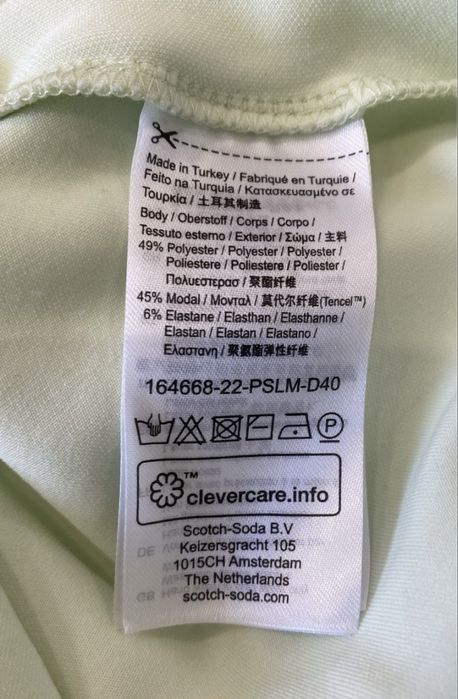 Made in Turkey / Fabriqué en Turquie /
Feito na Turquia / Κατασκευασμένο σε
Τουρκία / 土耳其制造
Body / Oberstoff / Corps / Corpo /
Tessuto esterno / Exterior / Σώμα / 主料
49% Polyester / Polyester / Polyester /
Poliestere / Poliestere / Poliester /
Πολυεστερασ / 聚酯纤维
45% Modal / Μονταλ / 莫代尔纤维(Tencel™)
6% Elastane / Elasthan / Elasthanne /
Elastan / Elastan / Elastano /
Ελαστανη / 聚氨酯弹性纤维
164668-22-PSLM-D40
P
™
clevercare.info
Scotch-Soda B.V
Keizersgracht 105
1015CH Amsterdam
The Netherlands
scotch-soda.com